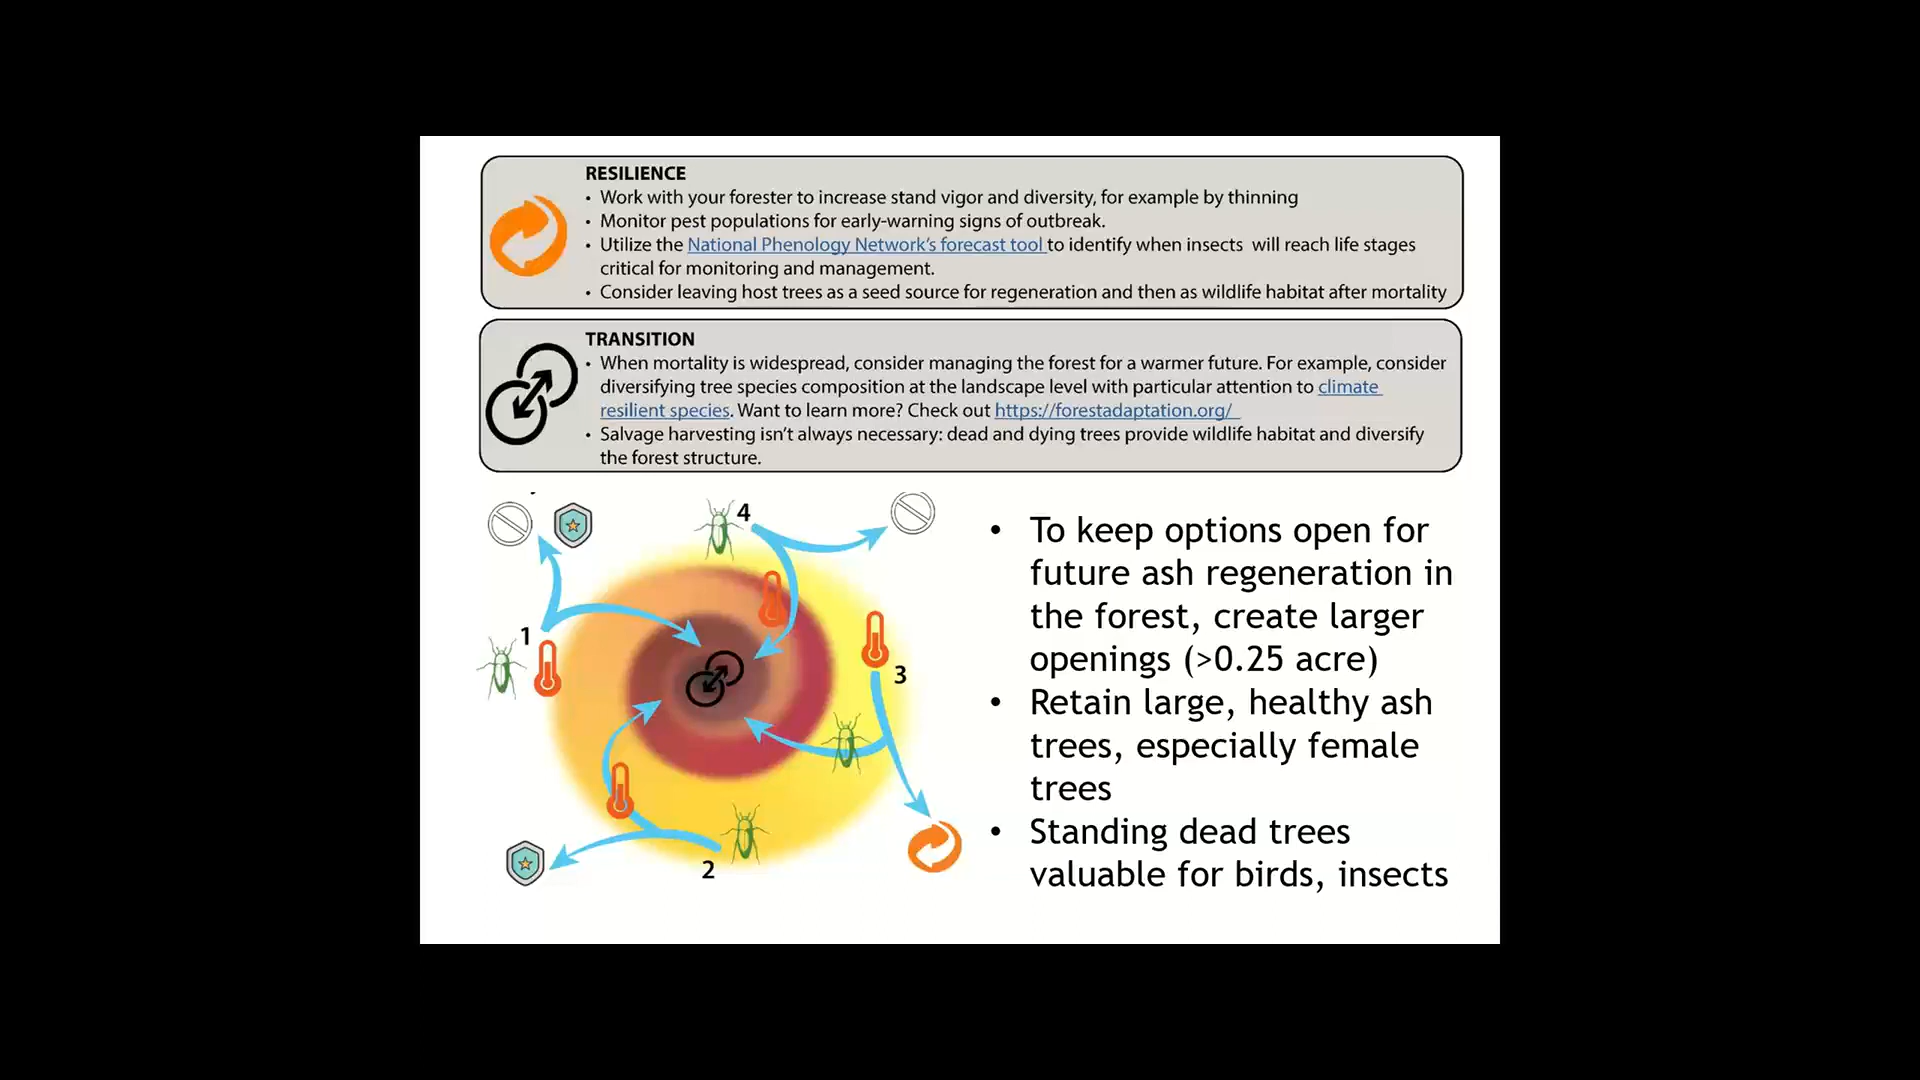 RESILIENCE
• Work with your forester to increase stand vigor and diversity, for example by thinning
• Monitor pest populations for early-warning signs of outbreak.
• Utilize the National Phenology Network's forecast tool to identify when insects will reach life stages
critical for monitoring and management.
• Consider leaving host trees as a seed source for regeneration and then as wildlife habitat after mortality
TRANSITION
• When mortality is widespread, consider managing the forest for a warmer future. For example, consider
diversifying tree species composition at the landscape level with particular attention to climate
resilient species. Want to learn more? Check out https://forestadaptation.org/
• Salvage harvesting isn't always necessary: dead and dying trees provide wildlife habitat and diversify
the forest structure.
4
1
3
2
• To keep options open for
future ash regeneration in
the forest, create larger
openings (>0.25 acre)
• Retain large, healthy ash
trees, especially female
trees
• Standing dead trees
valuable for birds, insects